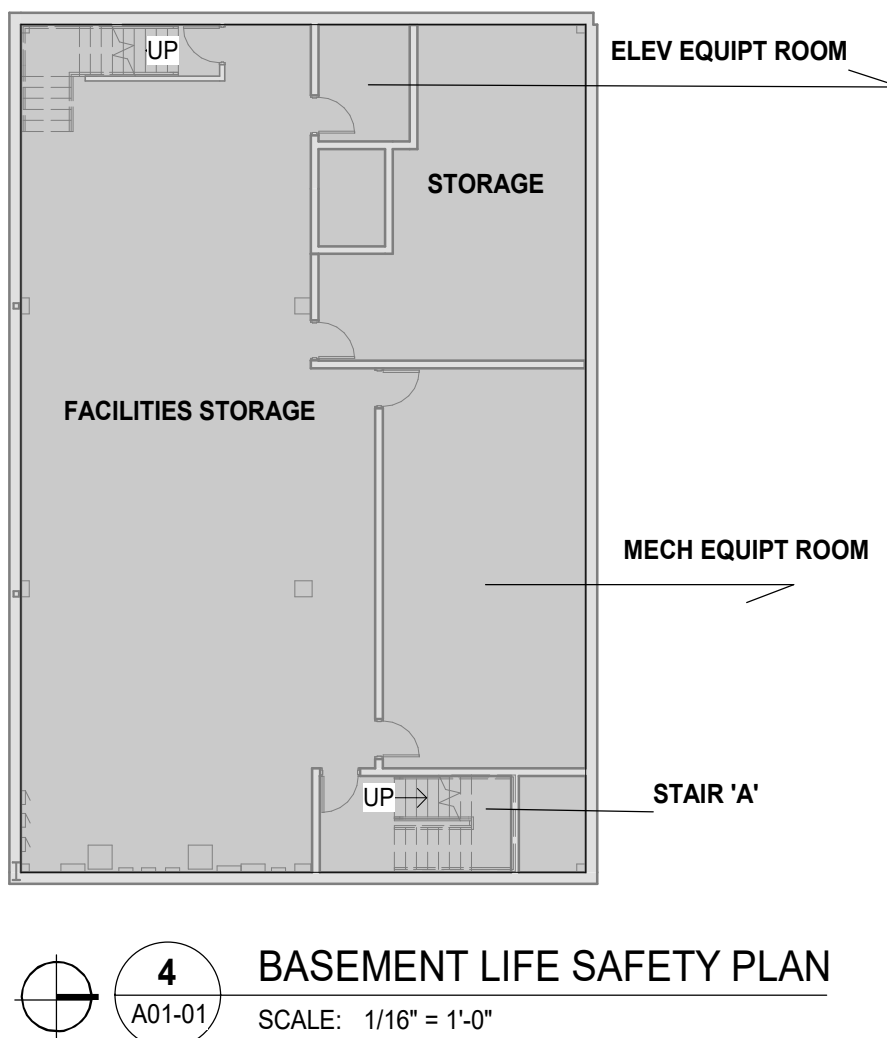 UP
ELEV EQUIPT ROOM
STORAGE
FACILITIES STORAGE
MECH EQUIPT ROOM
UP
STAIR 'A'
4
A01-01
BASEMENT LIFE SAFETY PLAN
SCALE: 1/16" = 1'-0"